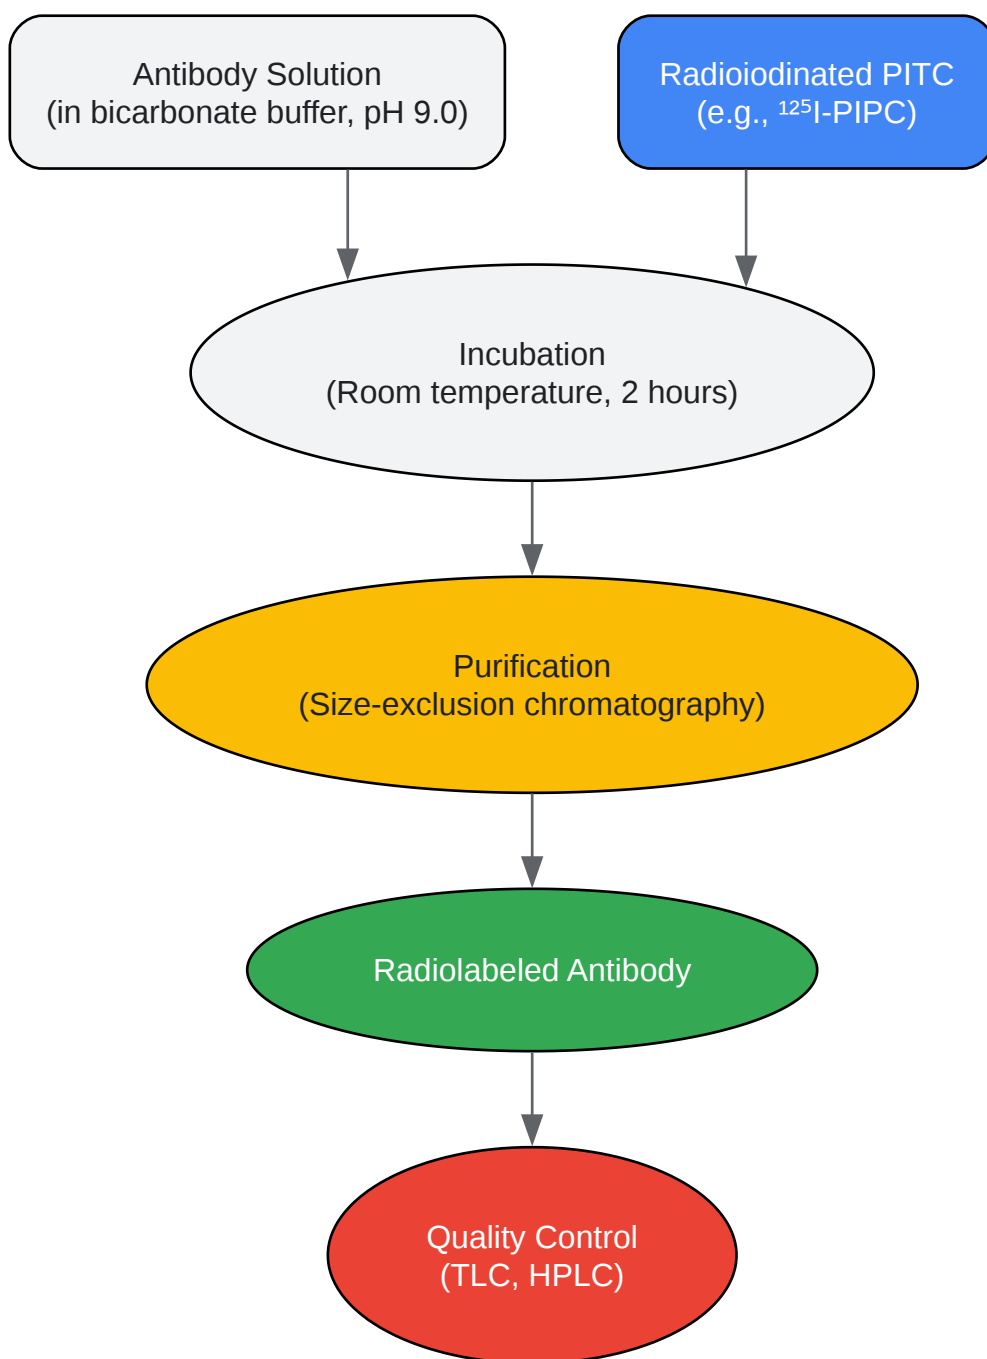 Antibody Solution
(in bicarbonate buffer, pH 9.0)
Radioiodinated PITC
(e.g., ¹²⁵I-PIPC)
Incubation
(Room temperature, 2 hours)
Purification
(Size-exclusion chromatography)
Radiolabeled Antibody
Quality Control
(TLC, HPLC)